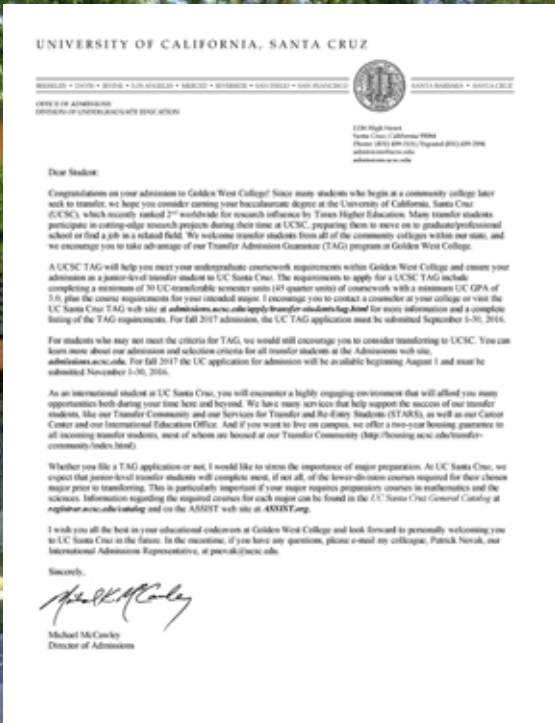 UNIVERSITY OF CALIFORNIA, SANTA CRUZ
BERKELEY • DAVIS • IRVINE • LOS ANGELES • MERCED • RIVERSIDE • SAN DIEGO • SAN FRANCISCO SANTA BARBARA • SANTA CRUZ
OFFICE OF ADMISSIONS
DIVISION OF UNDERGRADUATE EDUCATION
1156 High Street
Santa Cruz, California 95064
admissions@ucsc.edu
admissions.ucsc.edu
Dear Student:
Congratulations on your admission to Golden West College! Since many students who begin at a community college later
seek to transfer, we hope you consider earning your baccalaureate degree at the University of California, Santa Cruz
(UCSC), which recently ranked 2nd worldwide for research influence by Times Higher Education. Many transfer students
participate in cutting-edge research projects during their time at UCSC, preparing them to move on to graduate/professional
school or find a job in a related field. We welcome transfer students from all of the community colleges within our state, and
we encourage you to take advantage of our Transfer Admission Guarantee (TAG) program at Golden West College.
A UCSC TAG will help you meet your undergraduate coursework requirements within Golden West College and ensure your
admission as a junior-level transfer student to UC Santa Cruz. The requirements to apply for a UCSC TAG include
completing a minimum of 30 UC-transferable semester units (45 quarter units) of coursework with a minimum UC GPA of
3.0, plus the course requirements for your intended major. I encourage you to contact a counselor at your college or visit the
UC Santa Cruz TAG web site at admissions.ucsc.edu/apply/transfer-students/tag.html for more information and a complete
listing of the TAG requirements. For fall 2017 admission, the UC TAG application must be submitted September 1-30, 2016.
For students who may not meet the criteria for TAG, we would still encourage you to consider transferring to UCSC. You can
learn more about our admission and selection criteria for all transfer students at the Admissions web site,
admissions.ucsc.edu. For fall 2017 the UC application for admission will be available beginning August 1 and must be
submitted November 1-30, 2016.
As an international student at UC Santa Cruz, you will encounter a highly engaging environment that will afford you many
opportunities both during your time here and beyond. We have many services that help support the success of our transfer
students, like our Transfer Community and our Services for Transfer and Re-Entry Students (STARS), as well as our Career
Center and our International Education Office. And if you want to live on campus, we offer a two-year housing guarantee to
all incoming transfer students, most of whom are housed at our Transfer Community (http://housing.ucsc.edu/transfer-
community/index.html).
Whether you file a TAG application or not, I would like to stress the importance of major preparation. At UC Santa Cruz, we
expect that junior-level transfer students will complete most, if not all, of the lower-division courses required for their chosen
major prior to transferring. This is particularly important if your major requires preparatory courses in mathematics and the
sciences. Information regarding the required courses for each major can be found in the UC Santa Cruz General Catalog at
registrar.ucsc.edu/catalog and on the ASSIST web site at ASSIST.org.
I wish you all the best in your educational endeavors at Golden West College and look forward to personally welcoming you
to UC Santa Cruz in the future. In the meantime, if you have any questions, please e-mail my colleague, Patrick Novak, our
International Admissions Representative, at pnovak@ucsc.edu.
Sincerely,
Michael McCawley
Director of Admissions